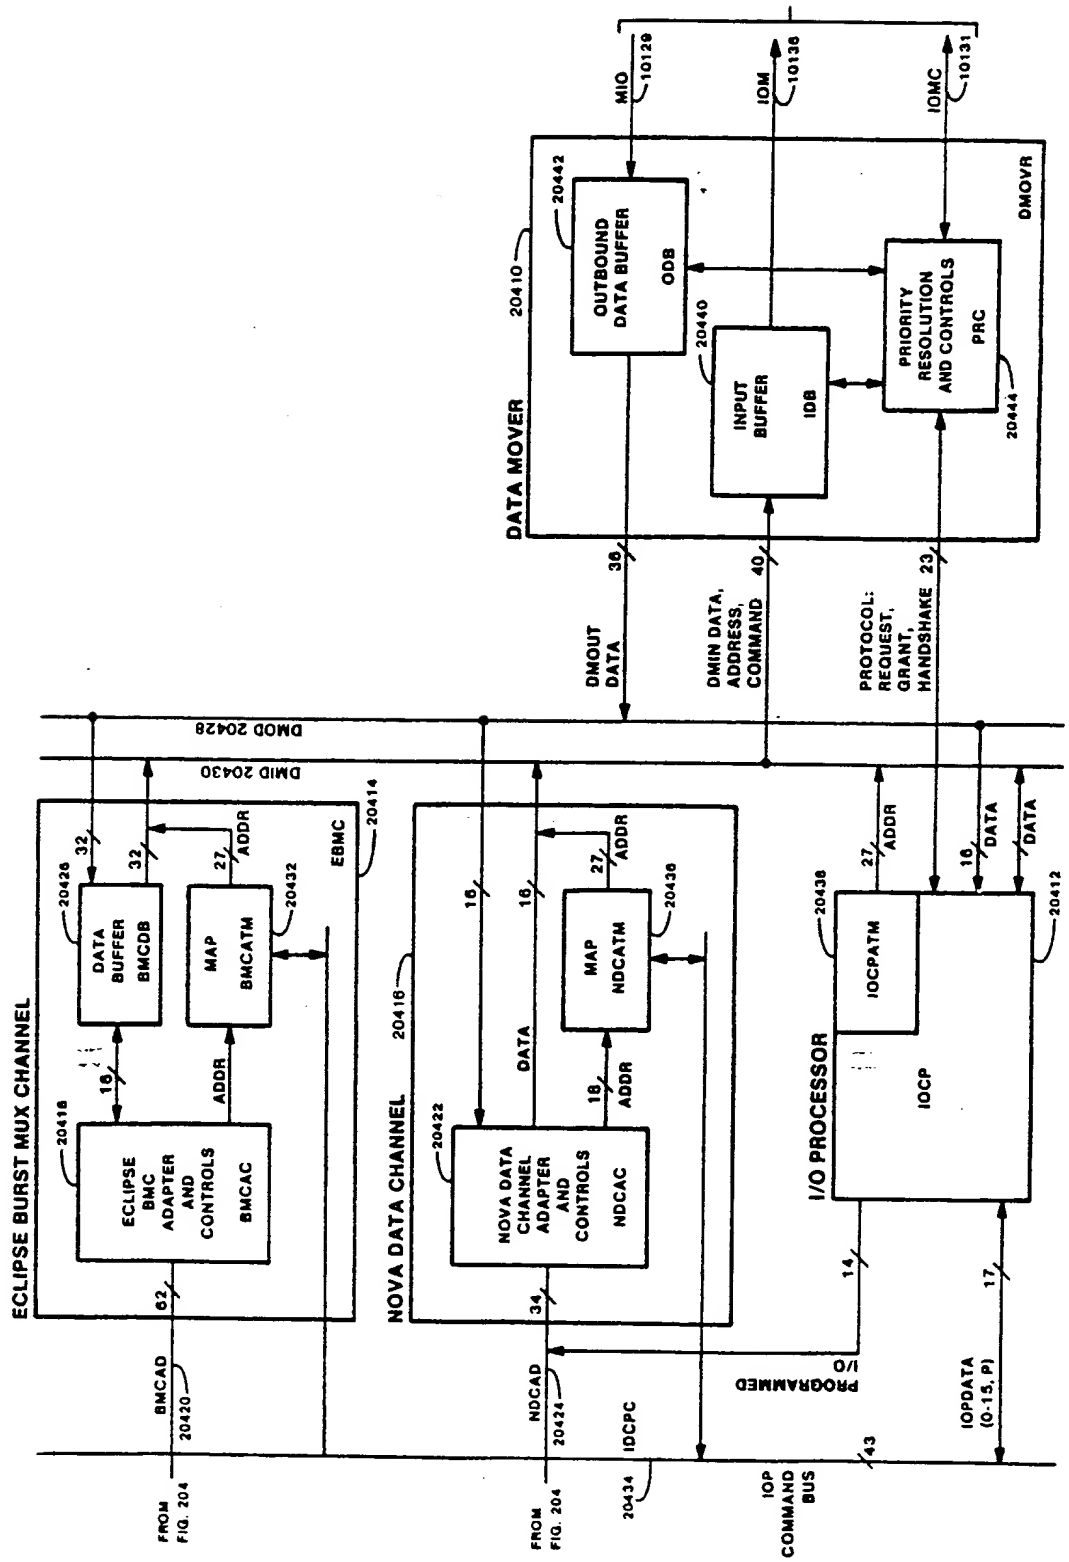 ECLIPSE BURST MUX CHANNEL
FROM
FIG. 204
BMCAD
20420
62
20418
ECLIPSE
BMC
ADAPTER
AND
CONTROLS
BMCAC
16
ADDR
20426
DATA
BUFFER
BMCDB
MAP
BMCATM
20432
32
32
27
ADDR
EBMC
20414
DMID 20430
DMOD 20428
NOVA DATA CHANNEL
20416
FROM
FIG. 204
NDCAD
20424
34
20422
NOVA DATA
CHANNEL
ADAPTER
AND
CONTROLS
NDCAC
DATA
18
ADDR
MAP
NDCATM
20436
16
16
27
ADDR
IDCPC
20434
IOP
COMMAND
BUS
43
PROGRAMMED
I/O
14
IOPDATA
(0-15, P)
17
I/O PROCESSOR
IOCP
IOCPATM
20438
20412
27
ADDR
16
DATA
DATA
DMOUT
DATA
36
DMIN DATA,
ADDRESS,
COMMAND
40
PROTOCOL:
REQUEST,
GRANT,
HANDSHAKE
23
DATA MOVER
20410
OUTBOUND
DATA BUFFER
ODB
20442
INPUT
BUFFER
IDB
20440
PRIORITY
RESOLUTION
AND CONTROLS
PRC
20444
DMOVR
MIO
10129
IOM
10136
IOMC
10131